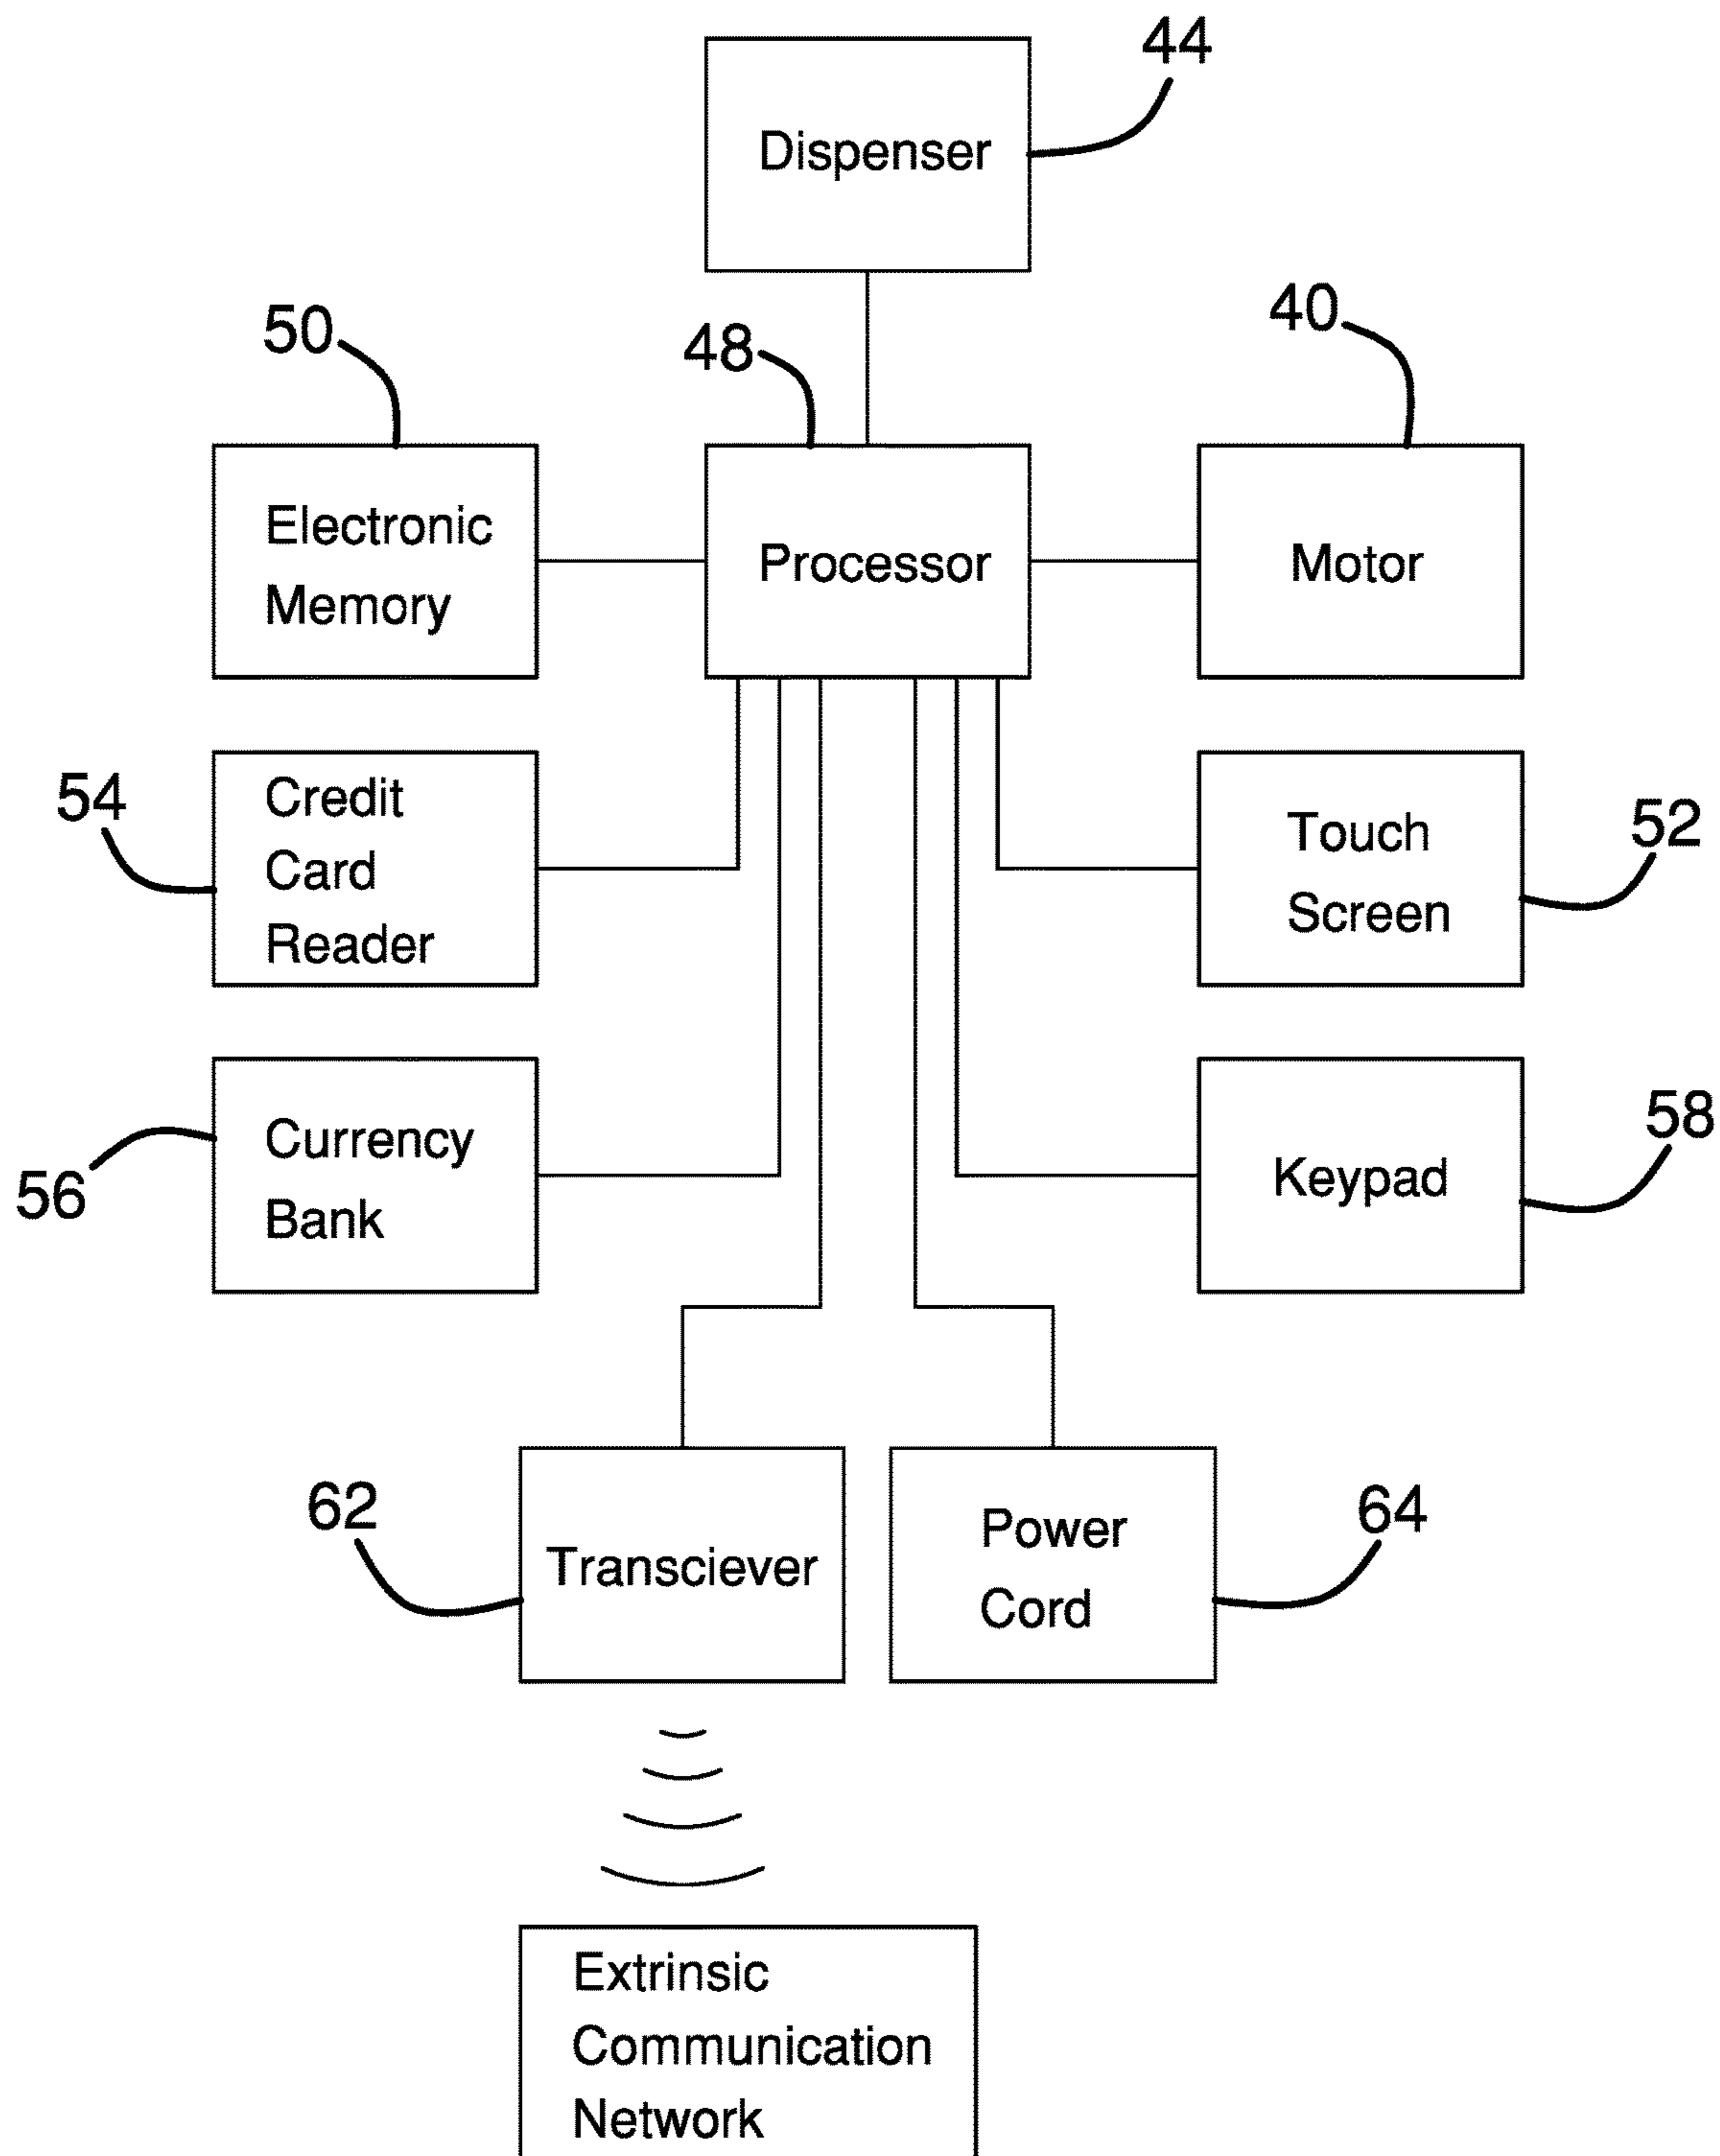 44
Dispenser
50
48
40
Electronic
Memory
Processor
Motor
54
Credit
Card
Reader
Touch
Screen
52
56
Currency
Bank
Keypad
58
62
Transciever
Power
Cord
64
Extrinsic
Communication
Network